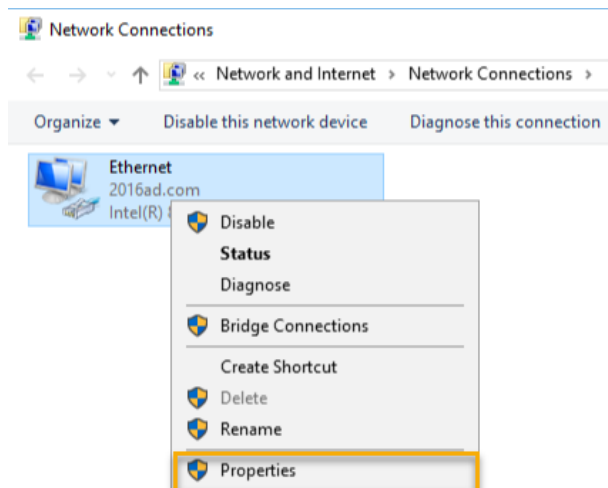 Network Connections
« Network and Internet > Network Connections >
Organize Disable this network device Diagnose this connection
Ethernet
2016ad.com
Intel(R)
Disable
Status
Diagnose
Bridge Connections
Create Shortcut
Delete
Rename
Properties